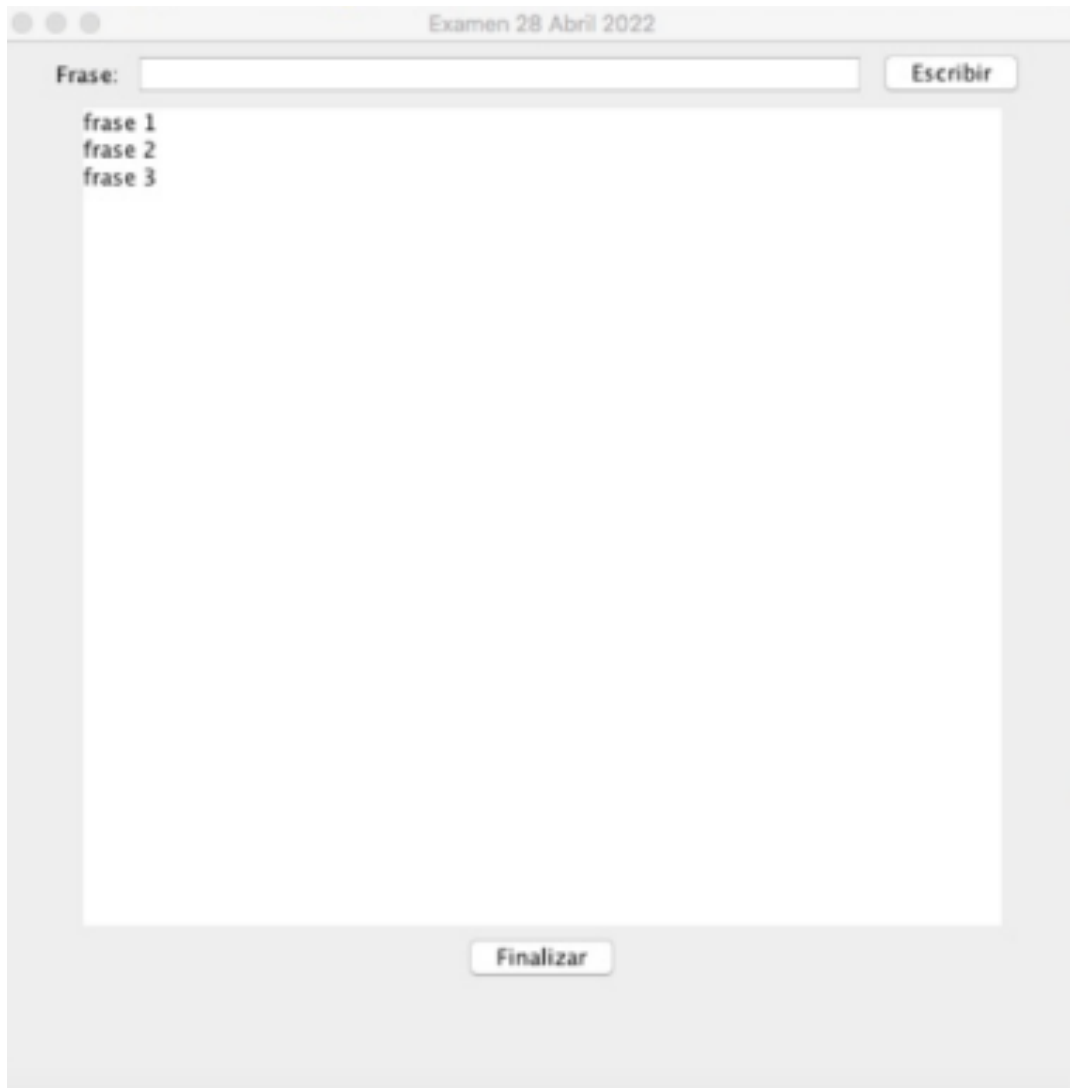 Examen 28 Abril 2022
Frase: Escribir
frase 1
frase 2
frase 3
Finalizar